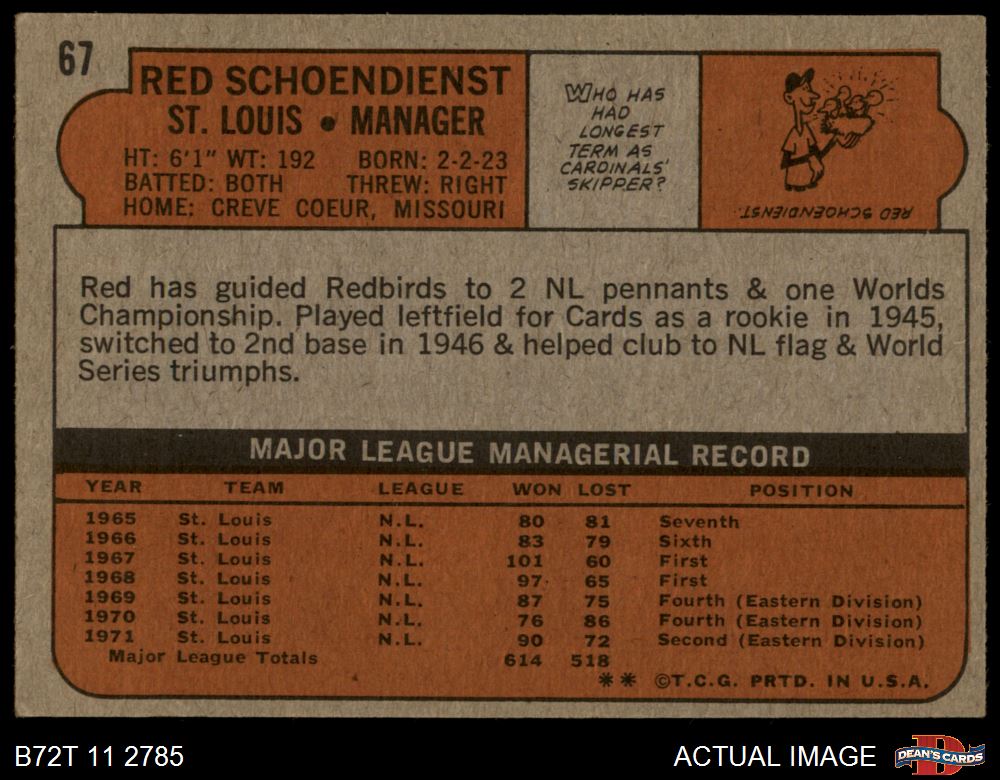 67
RED SCHOENDIENST
ST. LOUIS • MANAGER
HT: 6'1" WT: 192 BORN: 2-2-23
BATTED: BOTH THREW: RIGHT
HOME: CREVE COEUR, MISSOURI
WHO HAS
HAD
LONGEST
TERM AS
CARDINALS'
SKIPPER?
RED SCHOENDIENST.
Red has guided Redbirds to 2 NL pennants & one Worlds
Championship. Played leftfield for Cards as a rookie in 1945,
switched to 2nd base in 1946 & helped club to NL flag & World
Series triumphs.
MAJOR LEAGUE MANAGERIAL RECORD
YEAR TEAM LEAGUE WON LOST POSITION
1965 St. Louis N.L. 80 81 Seventh
1966 St. Louis N.L. 83 79 Sixth
1967 St. Louis N.L. 101 60 First
1968 St. Louis N.L. 97 65 First
1969 St. Louis N.L. 87 75 Fourth (Eastern Division)
1970 St. Louis N.L. 76 86 Fourth (Eastern Division)
1971 St. Louis N.L. 90 72 Second (Eastern Division)
Major League Totals 614 518
** ©T.C.G. PRTD. IN U.S.A.
B72T 11 2785 ACTUAL IMAGE
D
DEAN'S CARDS